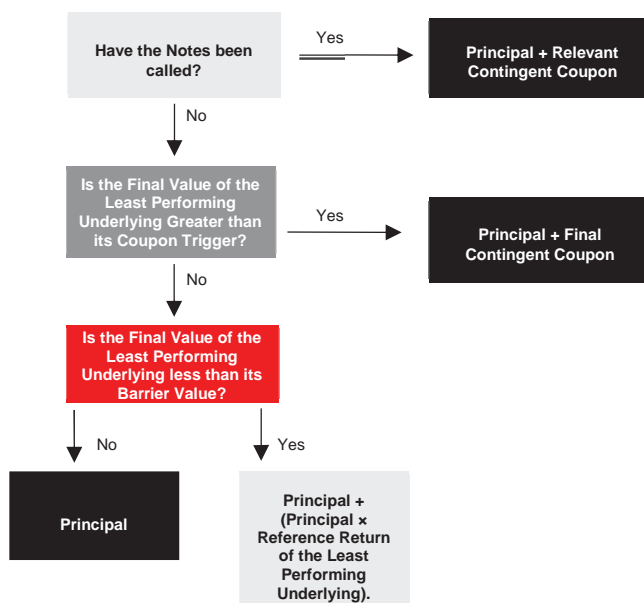 Have the Notes been
called?
Yes
Principal + Relevant
Contingent Coupon
No
Is the Final Value of the
Least Performing
Underlying Greater than
its Coupon Trigger?
Yes
Principal + Final
Contingent Coupon
No
Is the Final Value of the
Least Performing
Underlying less than its
Barrier Value?
No
Yes
Principal
Principal +
(Principal ×
Reference Return
of the Least
Performing
Underlying).